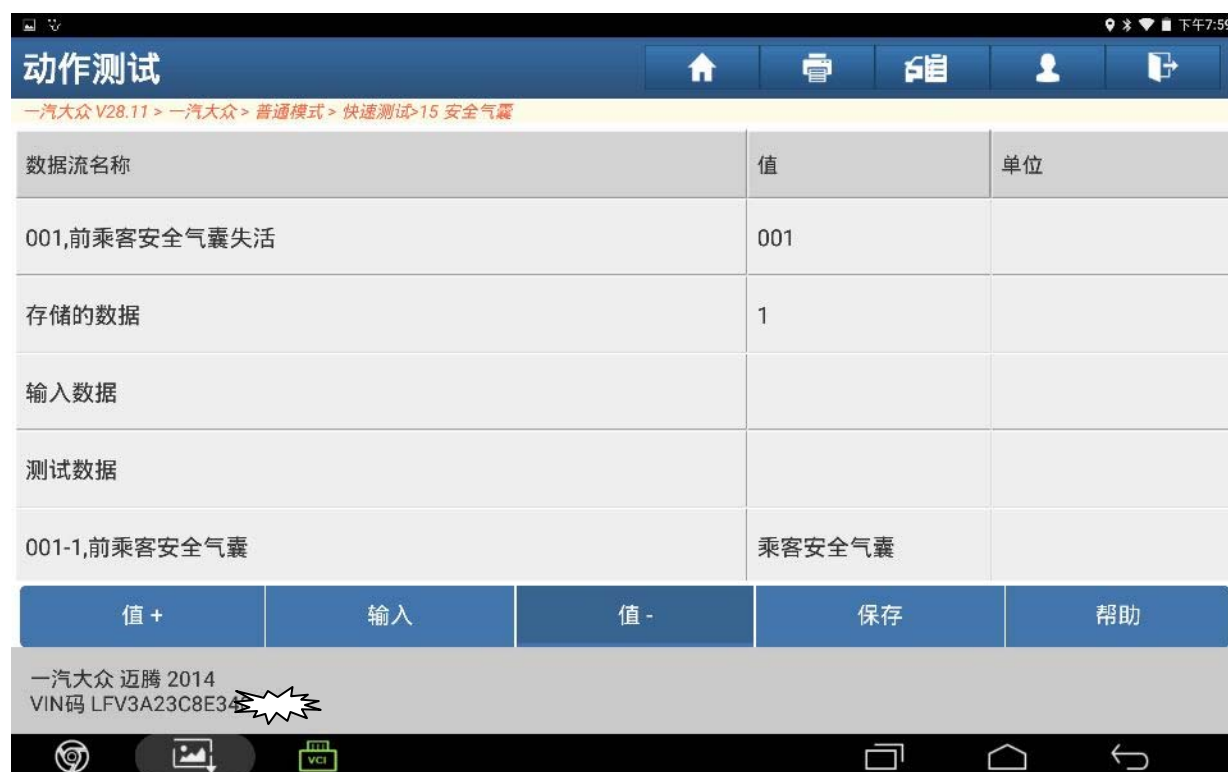 下午7:59
动作测试
一汽大众 V28.11 > 一汽大众 > 普通模式 > 快速测试>15 安全气囊
数据流名称 值 单位
001,前乘客安全气囊失活 001
存储的数据 1
输入数据
测试数据
001-1,前乘客安全气囊 乘客安全气囊
值 + 输入 值 - 保存 帮助
一汽大众 迈腾 2014
VIN码 LFV3A23C8E34
VCI